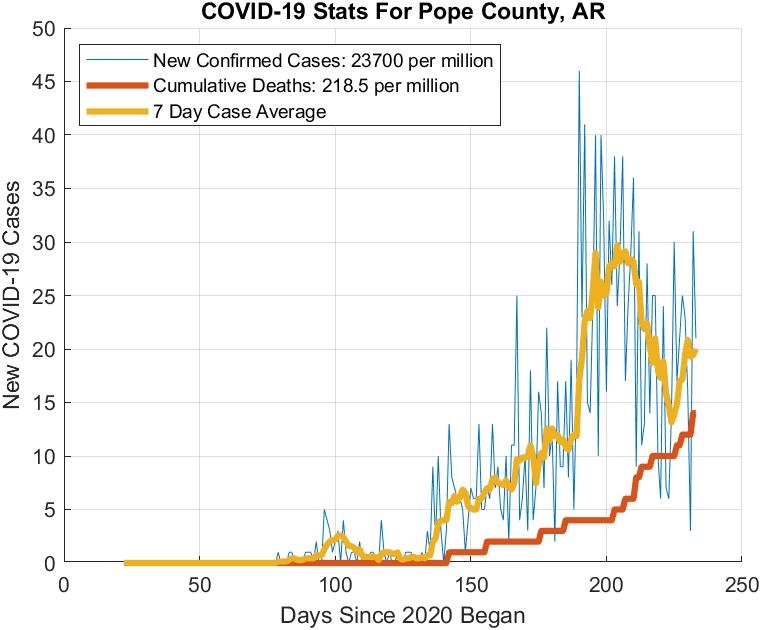 COVID-19 Stats For Pope County, AR
New Confirmed Cases: 23700 per million
Cumulative Deaths: 218.5 per million
7 Day Case Average
New COVID-19 Cases
50
45
40
35
30
25
20
15
10
5
0
0 50 100 150 200 250
Days Since 2020 Began